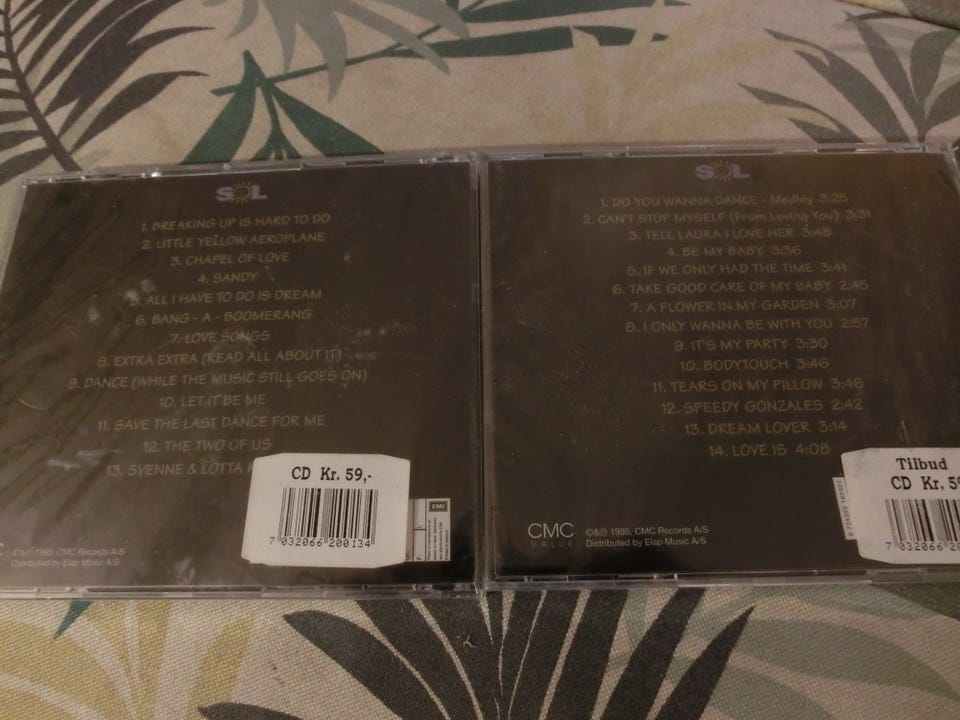 SOL
1. BREAKING UP IS HARD TO DO
2. LITTLE YELLOW AEROPLANE
3. CHAPEL OF LOVE
4. SANDY
5. ALL I HAVE TO DO IS DREAM
6. BANG - A - BOOMERANG
7. LOVE SONGS
8. EXTRA EXTRA (READ ALL ABOUT IT)
9. DANCE (WHILE THE MUSIC STILL GOES ON)
10. LET IT BE ME
11. SAVE THE LAST DANCE FOR ME
12. THE TWO OF US
13. SVENNE & LOTTA
CD Kr. 59,-
7 032066 200134
EMI
©&℗ 1995, CMC Records A/S
Distributed by Elap Music A/S
SOL
1. DO YOU WANNA DANCE - Medley 3:25
2. CAN'T STOP MYSELF (From Loving You) 3:31
3. TELL LAURA I LOVE HER 3:48
4. BE MY BABY 3:36
5. IF WE ONLY HAD THE TIME 3:41
6. TAKE GOOD CARE OF MY BABY 2:45
7. A FLOWER IN MY GARDEN 3:07
8. I ONLY WANNA BE WITH YOU 2:57
9. IT'S MY PARTY 3:30
10. BODYTOUCH 3:46
11. TEARS ON MY PILLOW 3:46
12. SPEEDY GONZALES 2:42
13. DREAM LOVER 3:14
14. LOVE IS 4:08
Tilbud
CD Kr. 59
7 032066 20
CMC
VALUE
©&℗ 1995, CMC Records A/S
Distributed by Elap Music A/S